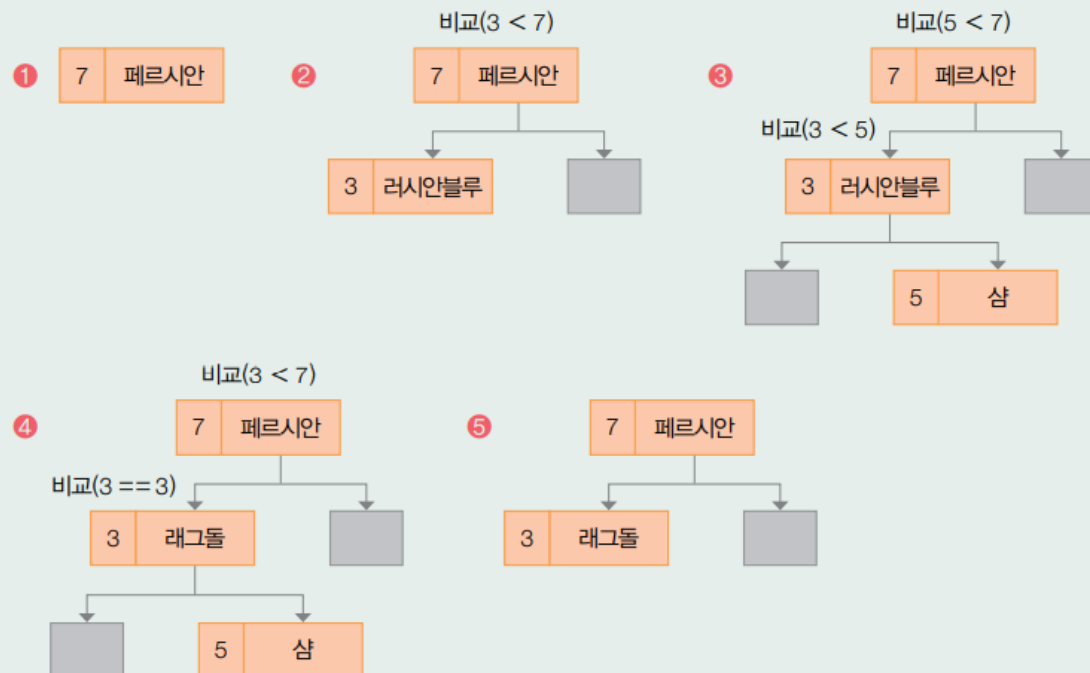 비교(3 < 7)
비교(5 < 7)
❶ 7 페르시안
❷ 7 페르시안
❸ 7 페르시안
비교(3 < 5)
3 러시안블루
3 러시안블루
5 샴
비교(3 < 7)
❹ 7 페르시안
❺ 7 페르시안
비교(3 == 3)
3 래그돌
3 래그돌
5 샴